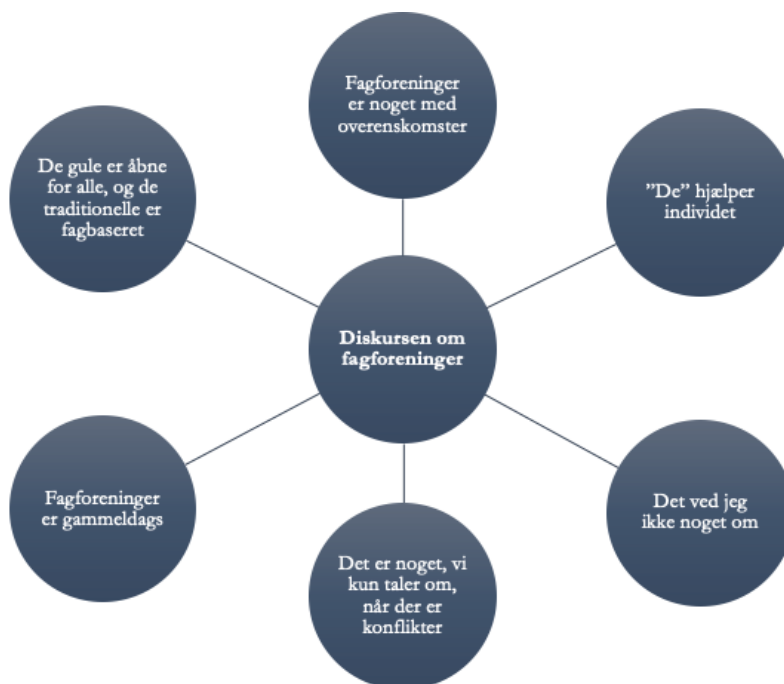 Fagforeninger
er noget med
overenskomster
De gule er åbne
for alle, og de
traditionelle er
fagbaseret
”De” hjælper
individet
Diskursen om
fagforeninger
Fagforeninger
er gammeldags
Det ved jeg
ikke noget om
Det er noget, vi
kun taler om,
når der er
konflikter